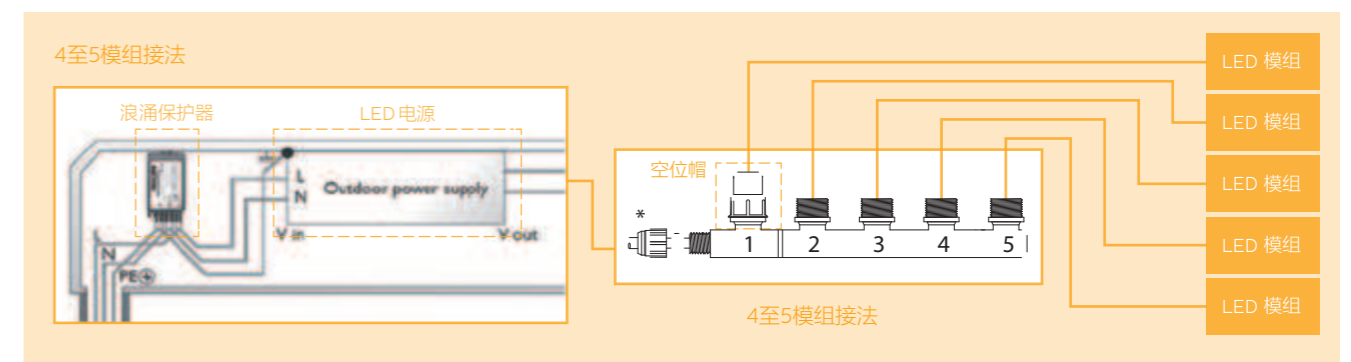 4至5模组接法
浪涌保护器
LED 电源
L
N
Outdoor power supply
V in
V out
L
N
PE
空位帽
*
1 2 3 4 5
4至5模组接法
LED 模组
LED 模组
LED 模组
LED 模组
LED 模组